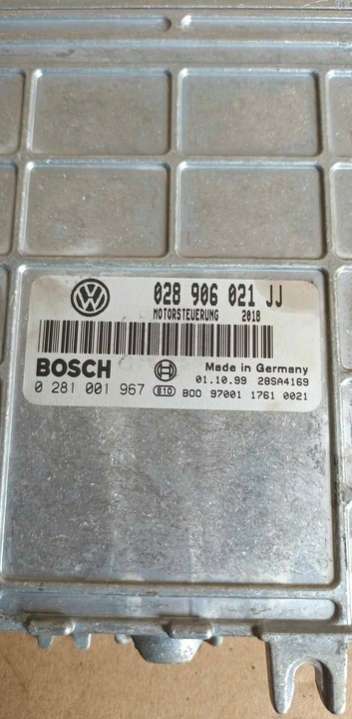 028 906 021 JJ
MOTORSTEUERUNG 2018
BOSCH
Made in Germany
01.10.99 28SA4169
0 281 001 967 BOO 97001 1761 0021